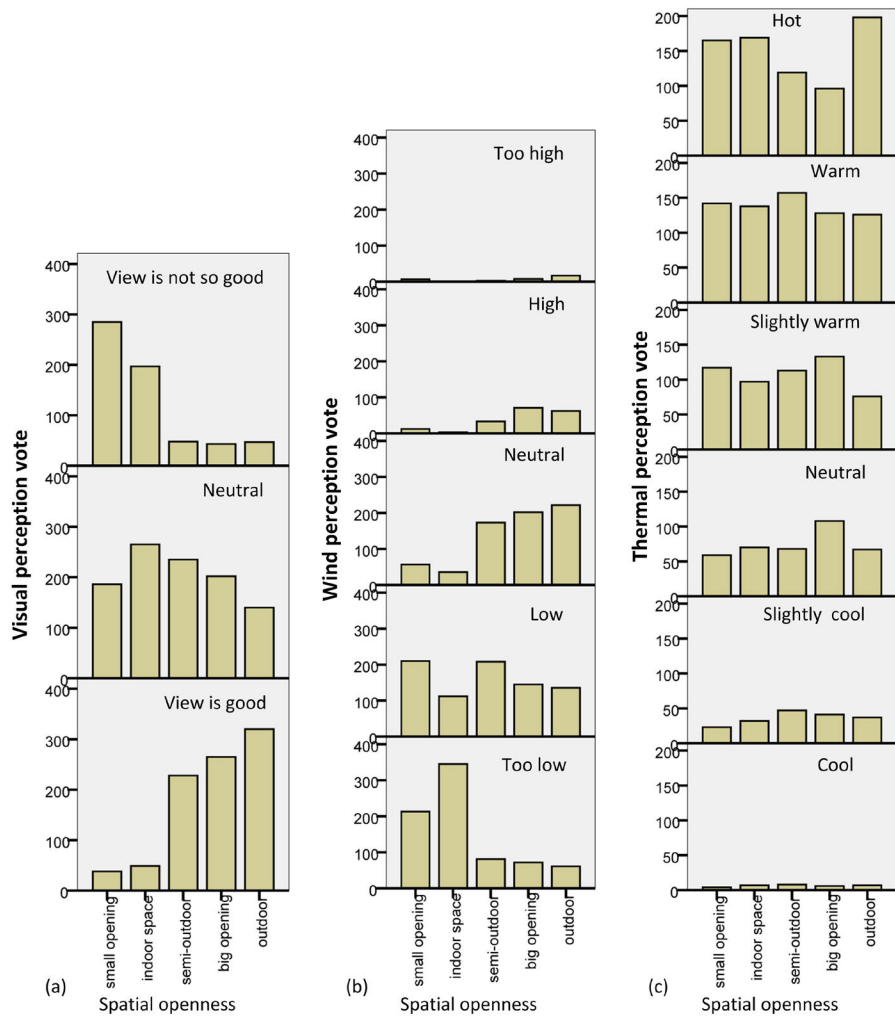 Visual perception vote
400
View is not so good
300
200
100
0
400
Neutral
300
200
100
0
400
View is good
300
200
100
0
small opening
indoor space
semi-outdoor
big opening
outdoor
(a)
Spatial openness
Wind perception vote
400
Too high
300
200
100
0
400
High
300
200
100
0
400
Neutral
300
200
100
0
400
Low
300
200
100
0
400
Too low
300
200
100
0
small opening
indoor space
semi-outdoor
big opening
outdoor
(b)
Spatial openness
Thermal perception vote
200
Hot
150
100
50
0
200
Warm
150
100
50
0
200
Slightly warm
150
100
50
0
200
Neutral
150
100
50
0
200
Slightly cool
150
100
50
0
200
Cool
150
100
50
0
small opening
indoor space
semi-outdoor
big opening
outdoor
(c)
Spatial openness